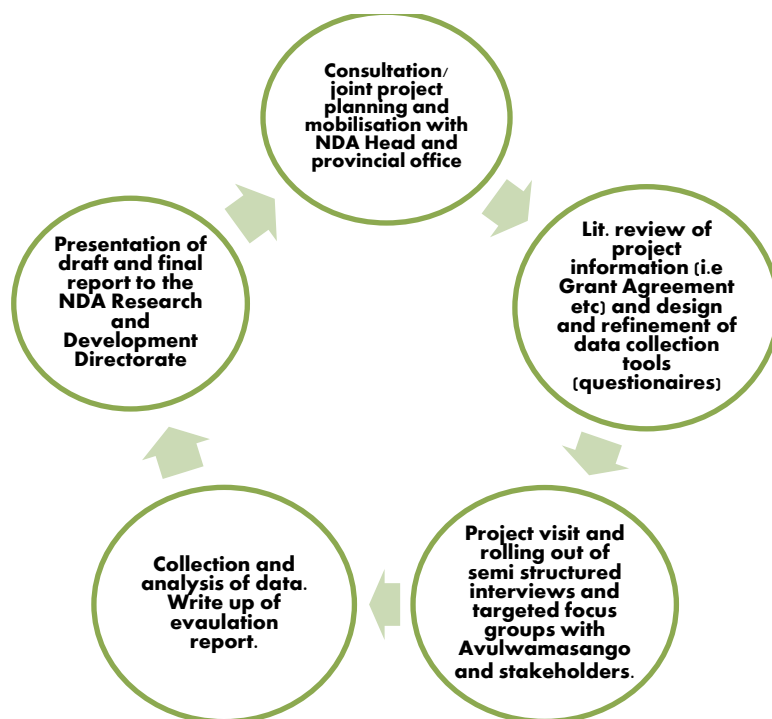 Consultation/
joint project
planning and
mobilisation with
NDA Head and
provincial office
Lit. review of
project
information (i.e
Grant Agreement
etc) and design
and refinement of
data collection
tools
(questionaires)
Project visit and
rolling out of
semi structured
interviews and
targeted focus
groups with
Avulwamasango
and stakeholders.
Collection and
analysis of data.
Write up of
evaulation
report.
Presentation of
draft and final
report to the
NDA Research
and
Development
Directorate